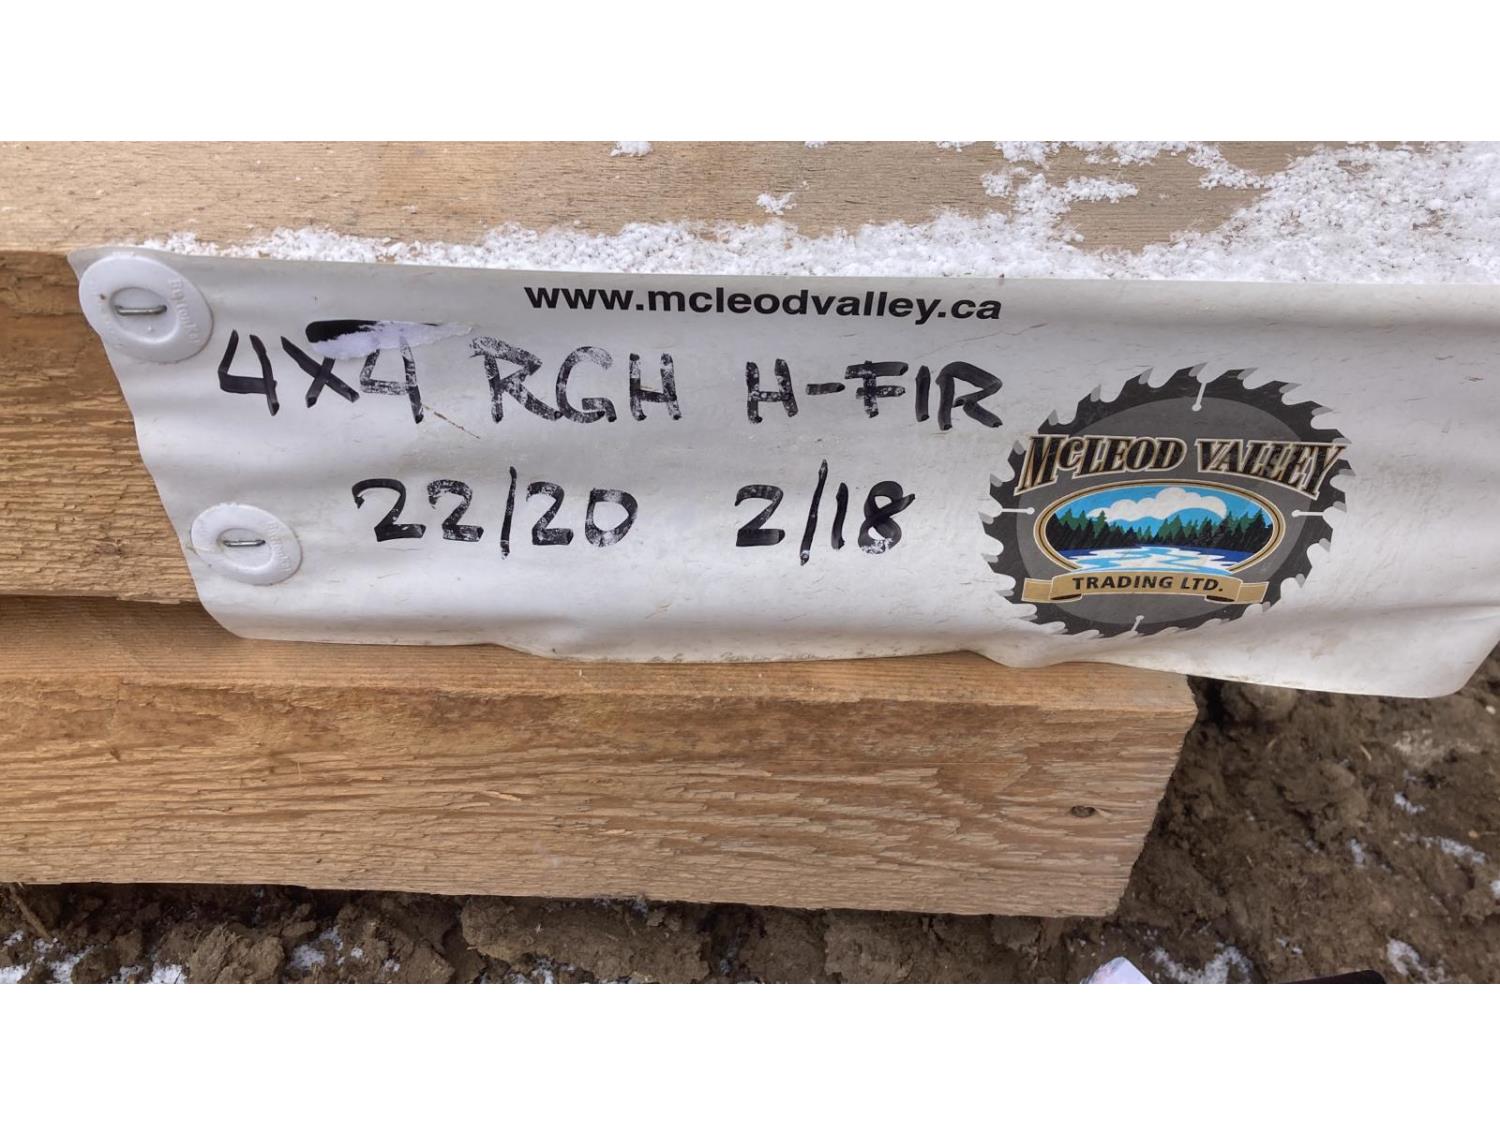 www.mcleodvalley.ca
4x4 RGH H-FIR
22/20 2/18
McLEOD VALLEY
TRADING LTD.